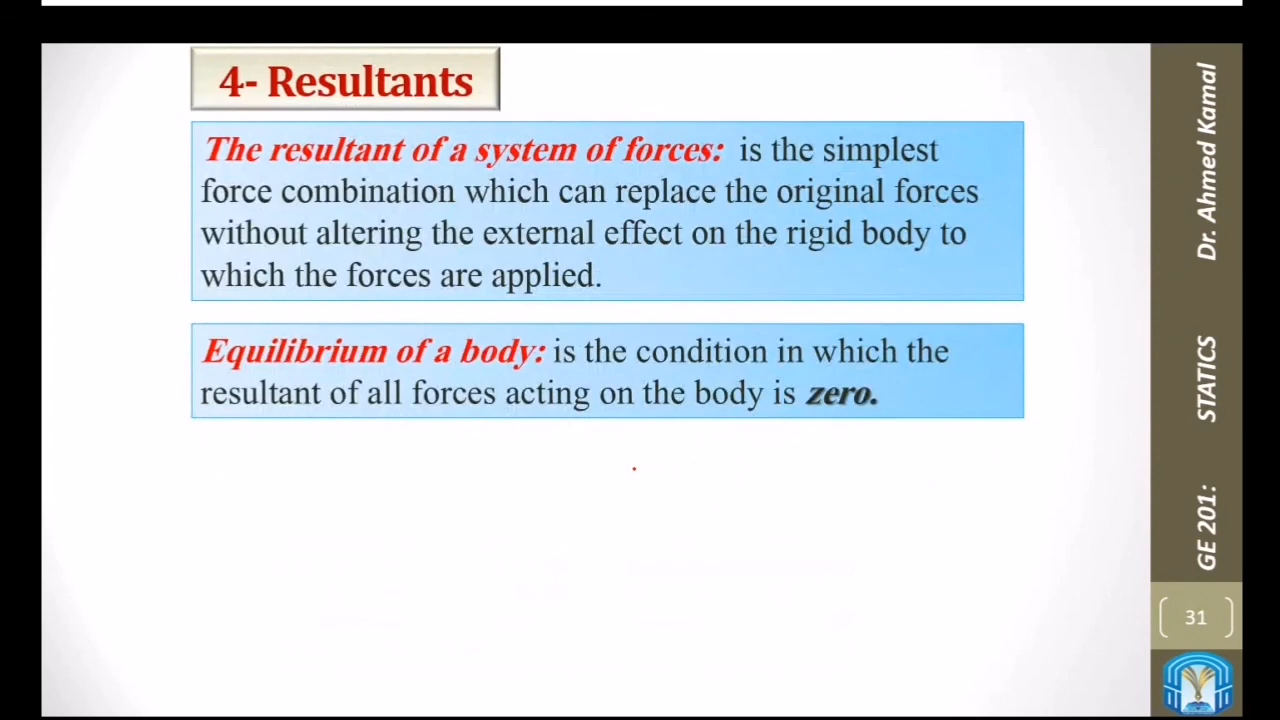 4- Resultants
The resultant of a system of forces: is the simplest
force combination which can replace the original forces
without altering the external effect on the rigid body to
which the forces are applied.
Equilibrium of a body: is the condition in which the
resultant of all forces acting on the body is zero.
GE 201: STATICS Dr. Ahmed Kamal
31